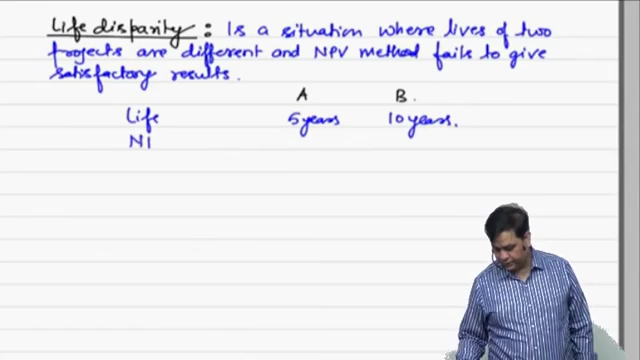 Life disparity : Is a situation where lives of two
projects are different and NPV method fails to give
satisfactory results.
A B.
Life 5 years 10 years.
NI